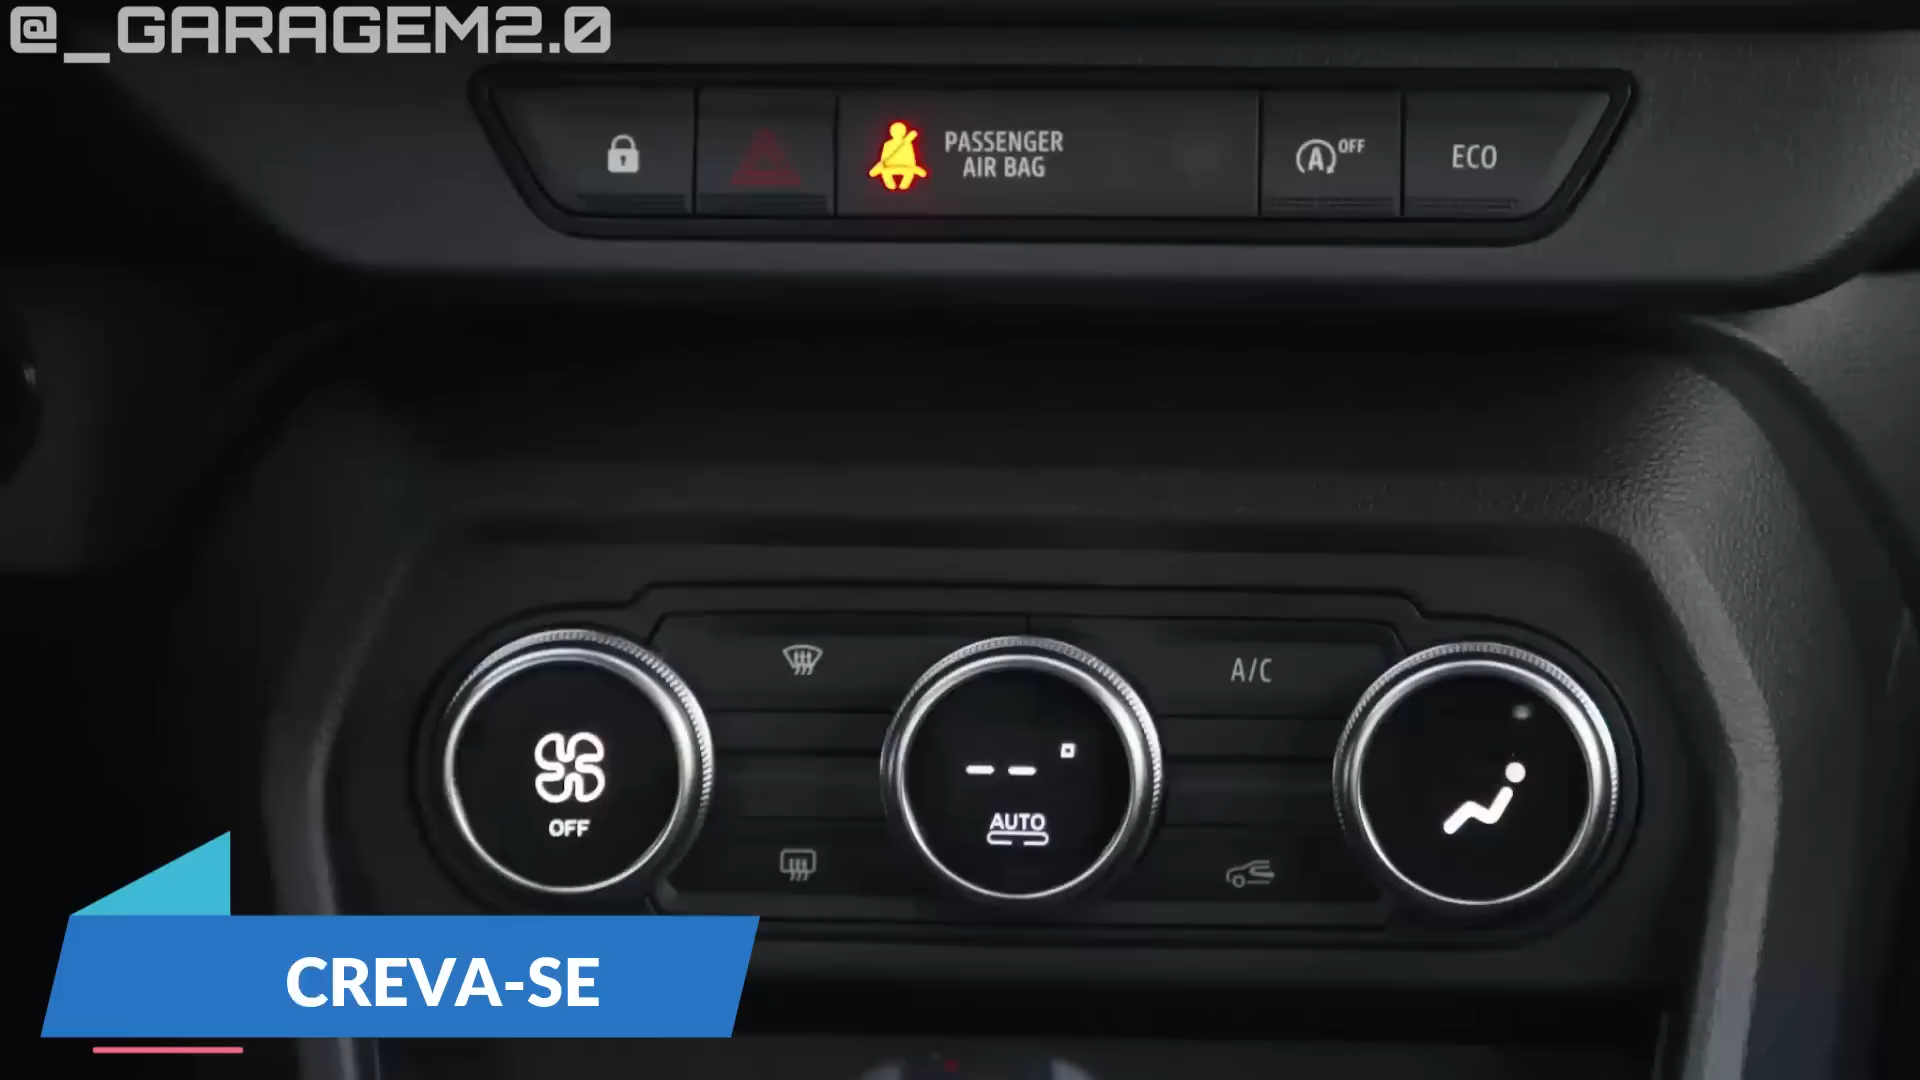 @_GARAGEM2.0
PASSENGER
AIR BAG
OFF
A
ECO
A/C
AUTO
OFF
CREVA-SE